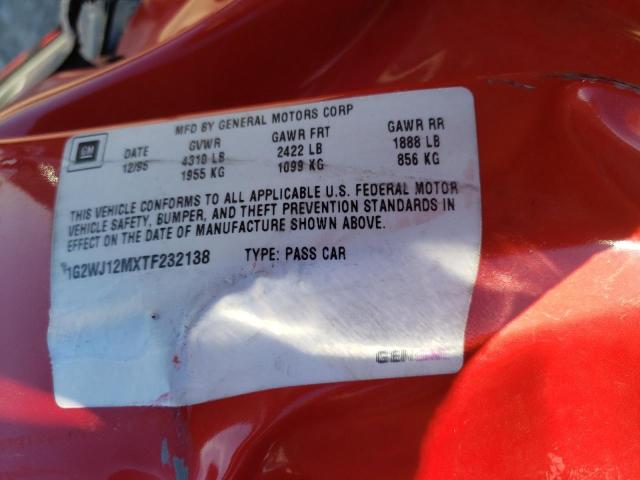 MFD BY GENERAL MOTORS CORP
GM DATE GVWR GAWR FRT GAWR RR
12/95 4310 LB 2422 LB 1888 LB
1955 KG 1099 KG 856 KG
THIS VEHICLE CONFORMS TO ALL APPLICABLE U.S. FEDERAL MOTOR
VEHICLE SAFETY, BUMPER, AND THEFT PREVENTION STANDARDS IN
EFFECT ON THE DATE OF MANUFACTURE SHOWN ABOVE.
1G2WJ12MXTF232138 TYPE: PASS CAR
GENUINE